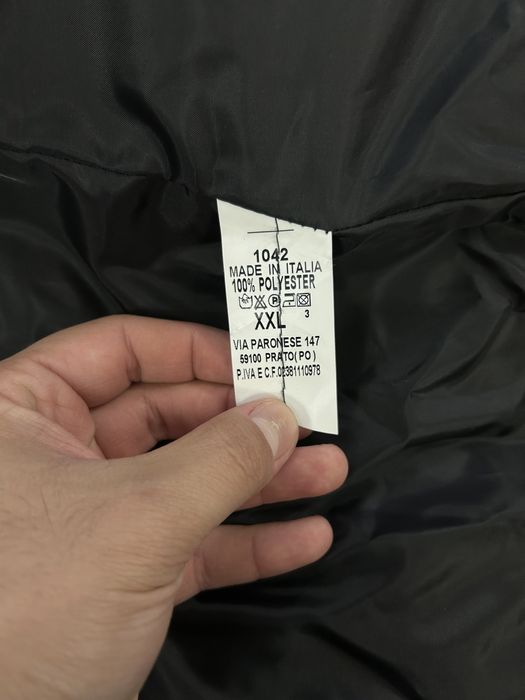 1042
MADE IN ITALIA
100% POLYESTER
3
XXL
VIA PARONESE 147
59100 PRATO(PO)
P.IVA E C.F.02381110978